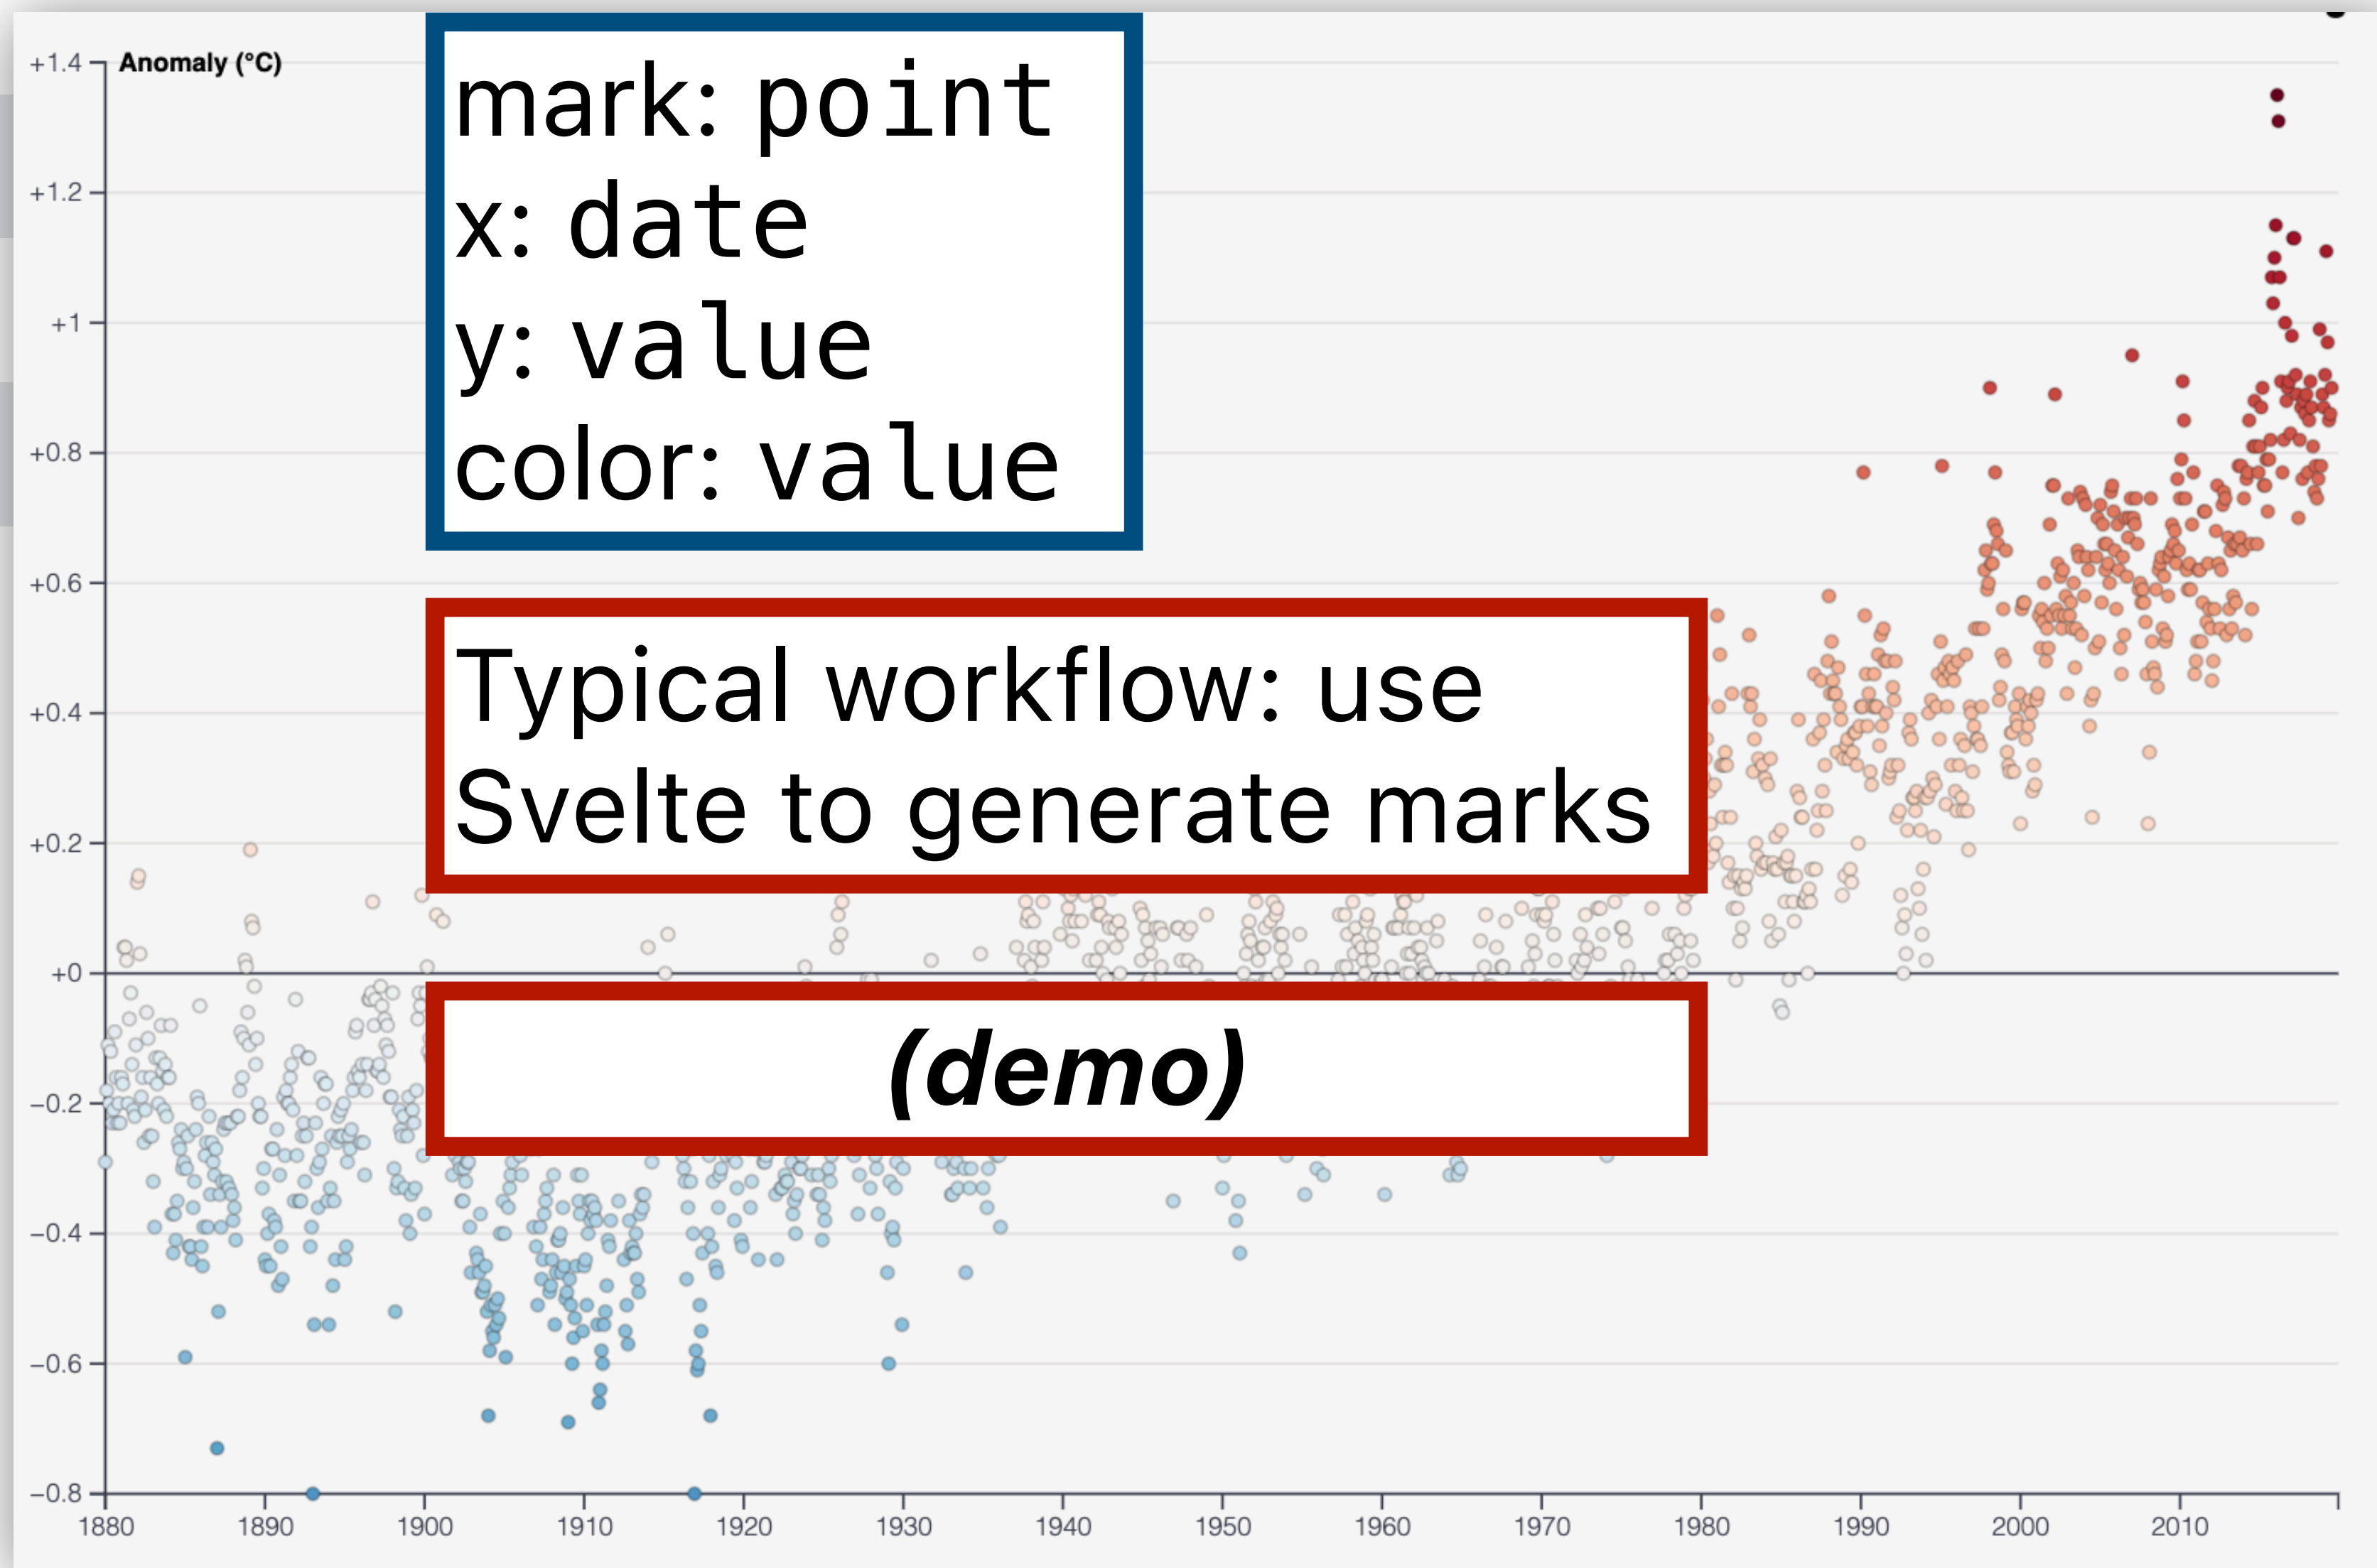 Anomaly (°C)
+1.4
+1.2
+1
+0.8
+0.6
+0.4
+0.2
+0
−0.2
−0.4
−0.6
−0.8
mark: point
x: date
y: value
color: value
Typical workflow: use
Svelte to generate marks
(demo)
1880 1890 1900 1910 1920 1930 1940 1950 1960 1970 1980 1990 2000 2010